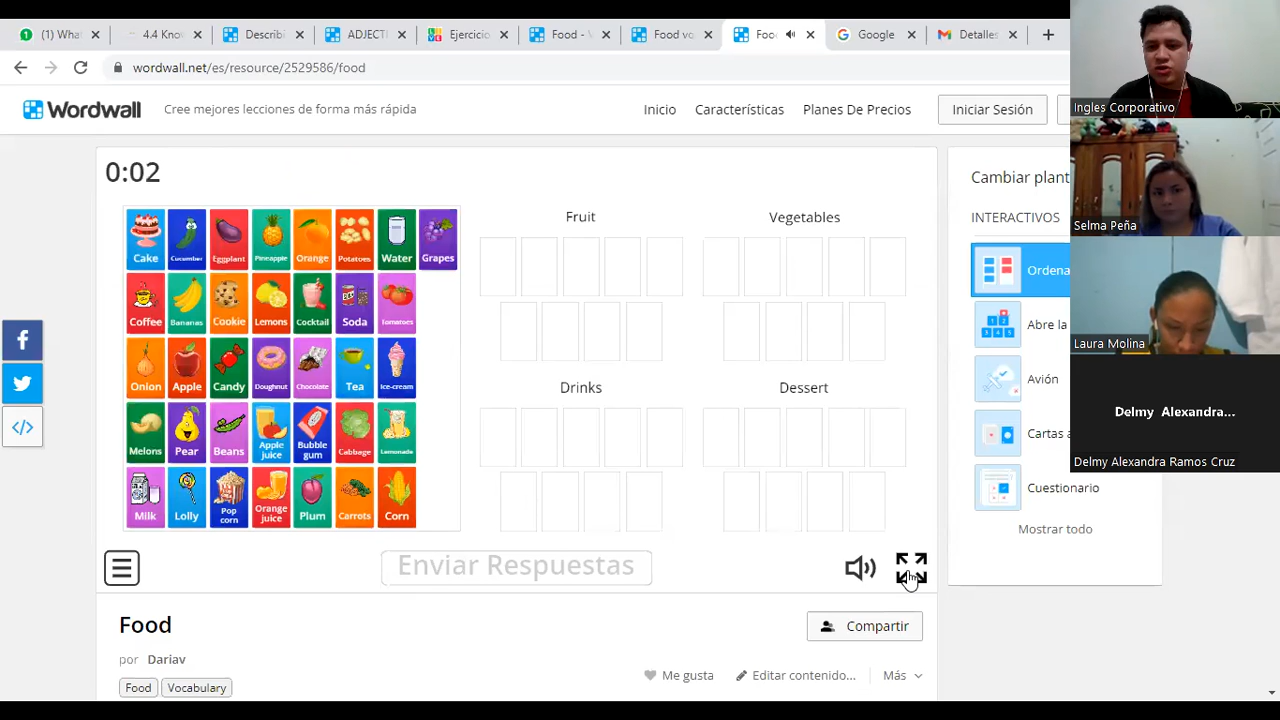 (1) Wha
4.4 Kno
Describi
ADJECTI
Ejercicio
Food - W
Food vo
Foo
Google
Detalles
wordwall.net/es/resource/2529586/food
Wordwall
Cree mejores lecciones de forma más rápida
Inicio
Características
Planes De Precios
Iniciar Sesión
Ingles Corporativo
0:02
Cambiar plant
INTERACTIVOS
Fruit
Vegetables
Cake
Cucumber
Eggplant
Pineapple
Orange
Potatoes
Water
Grapes
Selma Peña
Ordena
Coffee
Bananas
Cookie
Lemons
Cocktail
Soda
Tomatoes
Abre la
Laura Molina
Onion
Apple
Candy
Doughnut
Chocolate
Tea
Ice-cream
Drinks
Dessert
Avión
Melons
Pear
Beans
Apple juice
Bubble gum
Cabbage
Lemonade
Cartas a
Delmy Alexandra...
Delmy Alexandra Ramos Cruz
Milk
Lolly
Pop corn
Orange juice
Plum
Carrots
Corn
Cuestionario
Mostrar todo
Enviar Respuestas
Food
Compartir
por Dariav
Me gusta
Editar contenido...
Más
Food
Vocabulary